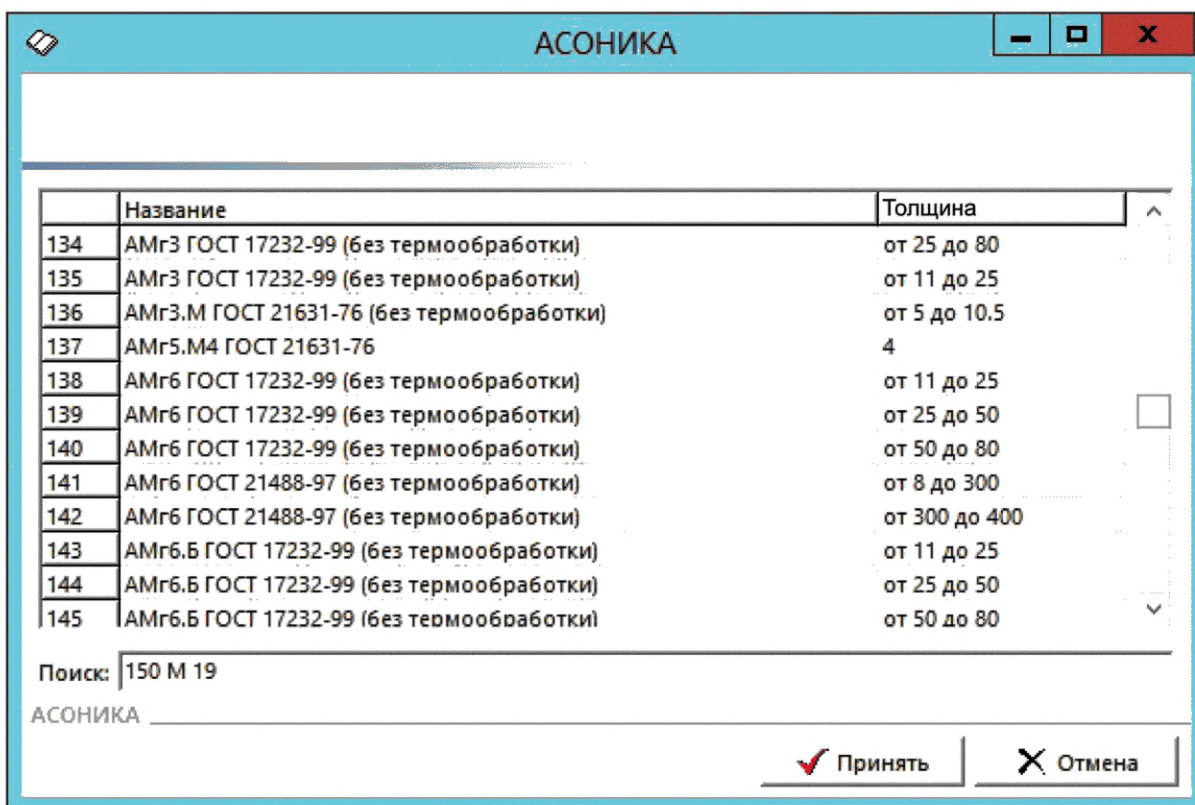 АСОНИКА
Название Толщина
134 АМг3 ГОСТ 17232-99 (без термообработки) от 25 до 80
135 АМг3 ГОСТ 17232-99 (без термообработки) от 11 до 25
136 АМг3.М ГОСТ 21631-76 (без термообработки) от 5 до 10.5
137 АМг5.М4 ГОСТ 21631-76 4
138 АМг6 ГОСТ 17232-99 (без термообработки) от 11 до 25
139 АМг6 ГОСТ 17232-99 (без термообработки) от 25 до 50
140 АМг6 ГОСТ 17232-99 (без термообработки) от 50 до 80
141 АМг6 ГОСТ 21488-97 (без термообработки) от 8 до 300
142 АМг6 ГОСТ 21488-97 (без термообработки) от 300 до 400
143 АМг6.Б ГОСТ 17232-99 (без термообработки) от 11 до 25
144 АМг6.Б ГОСТ 17232-99 (без термообработки) от 25 до 50
145 АМг6.Б ГОСТ 17232-99 (без термообработки) от 50 до 80
Поиск: 150 М 19
АСОНИКА
Принять Отмена